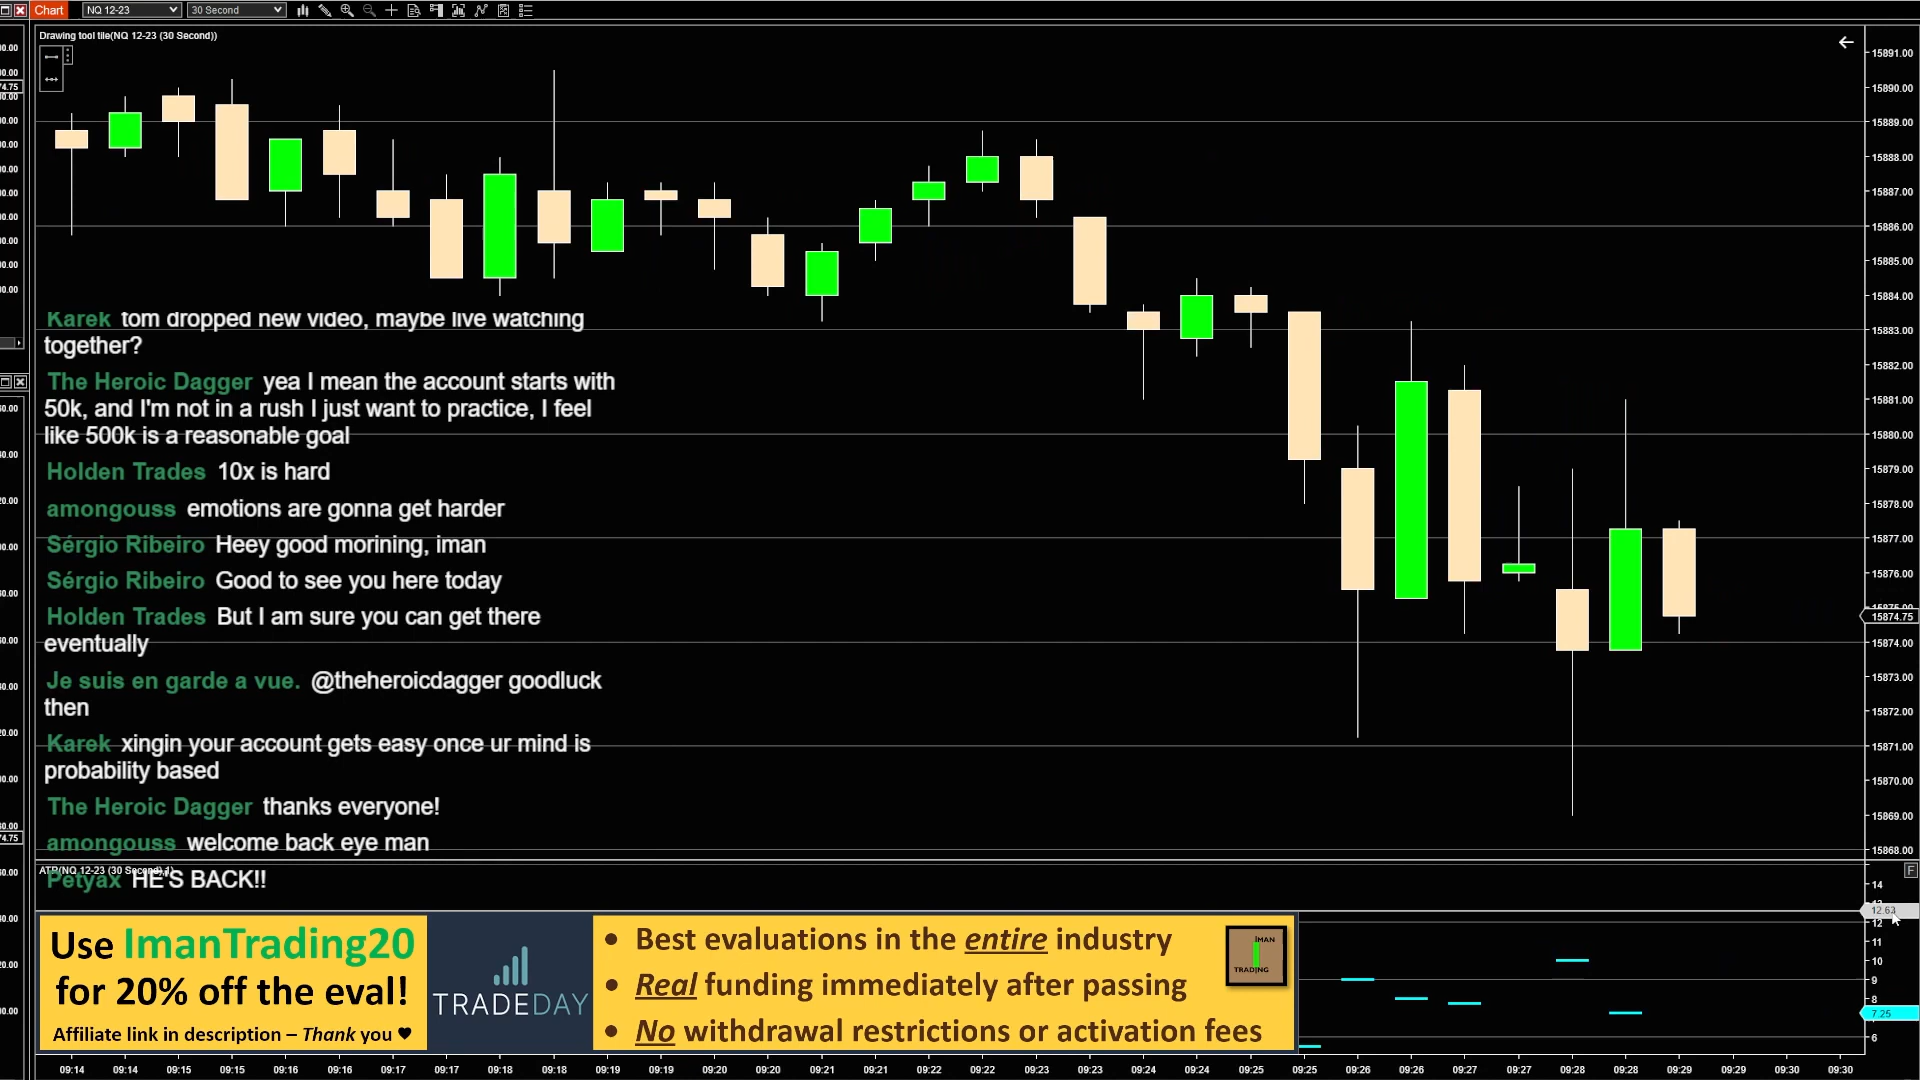 Chart NQ 12-23 30 Second
Drawing tool tile(NQ 12-23 (30 Second))
15891.00
15890.00
15889.00
15888.00
15887.00
15886.00
15885.00
15884.00
15883.00
15882.00
15881.00
15880.00
15879.00
15878.00
15877.00
15876.00
15874.75
15874.00
15873.00
15872.00
15871.00
15870.00
15869.00
15868.00
Karek tom dropped new video, maybe live watching
together?
The Heroic Dagger yea I mean the account starts with
50k, and I'm not in a rush I just want to practice, I feel
like 500k is a reasonable goal
Holden Trades 10x is hard
amongouss emotions are gonna get harder
Sérgio Ribeiro Heey good morining, iman
Sérgio Ribeiro Good to see you here today
Holden Trades But I am sure you can get there
eventually
Je suis en garde a vue. @theheroicdagger goodluck
then
Karek xingin your account gets easy once ur mind is
probability based
The Heroic Dagger thanks everyone!
amongouss welcome back eye man
Petyax HE'S BACK!!
F
14
12.63
12
11
10
9
8
7.25
6
Use ImanTrading20
for 20% off the eval!
Affiliate link in description – Thank you ♥
TRADEDAY
• Best evaluations in the entire industry
• Real funding immediately after passing
• No withdrawal restrictions or activation fees
IMAN
TRADING
09:14 09:14 09:15 09:15 09:16 09:16 09:17 09:17 09:18 09:18 09:19 09:19 09:20 09:20 09:21 09:21 09:22 09:22 09:23 09:23 09:24 09:24 09:25 09:25 09:26 09:26 09:27 09:27 09:28 09:28 09:29 09:29 09:30 09:30